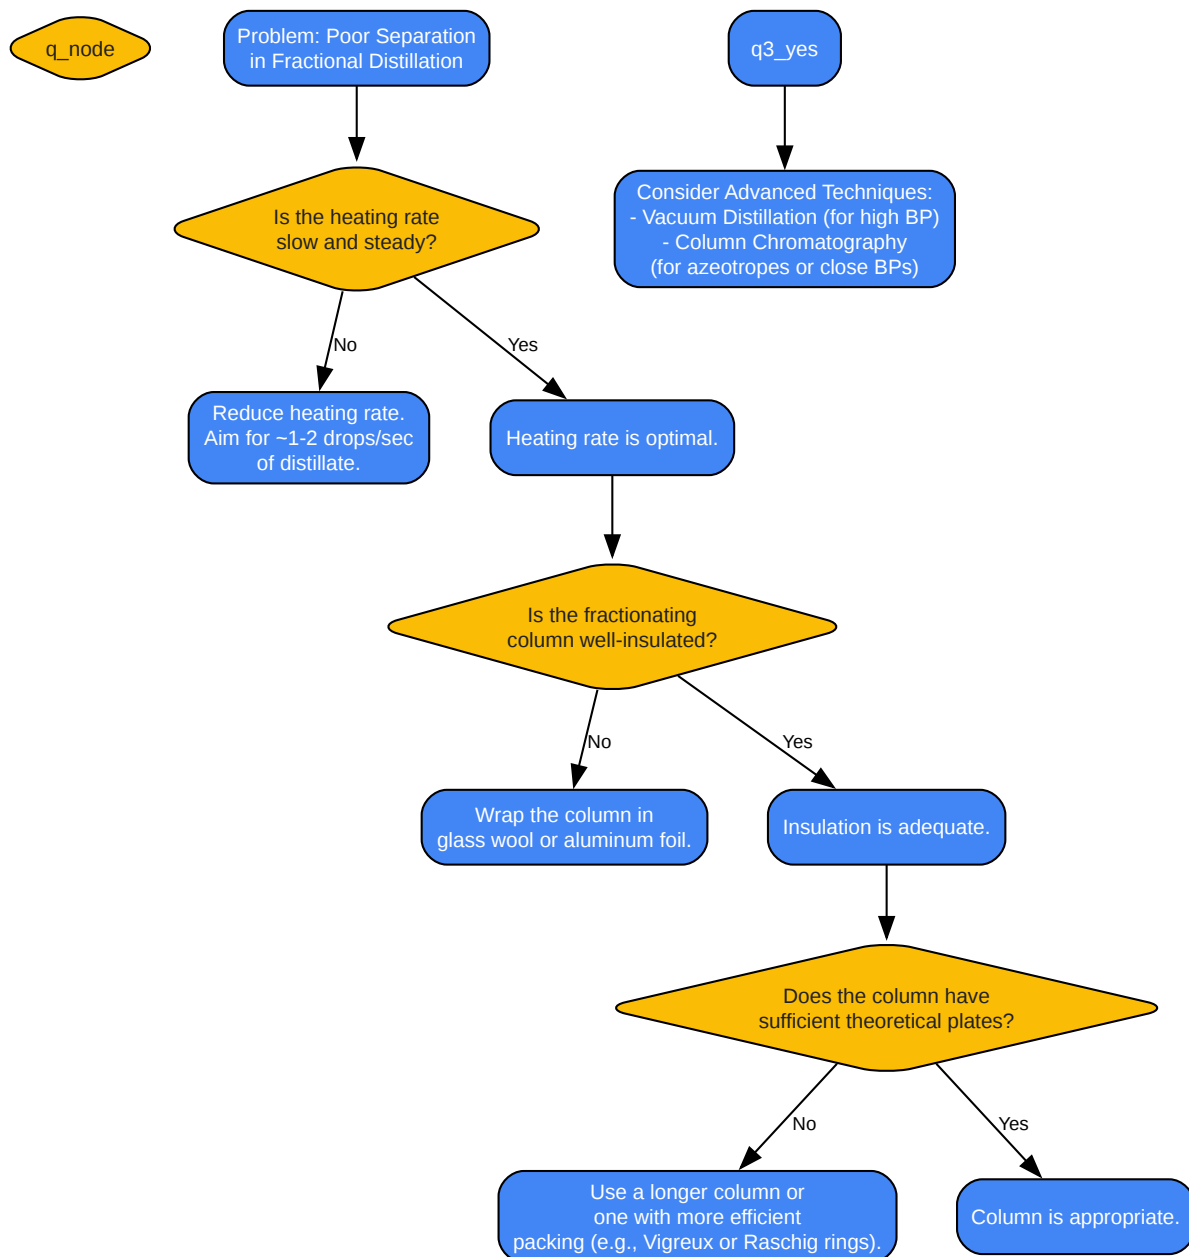 q_node
Problem: Poor Separation
in Fractional Distillation
q3_yes
Is the heating rate
slow and steady?
Consider Advanced Techniques:
- Vacuum Distillation (for high BP)
- Column Chromatography
(for azeotropes or close BPs)
No
Yes
Reduce heating rate.
Aim for ~1-2 drops/sec
of distillate.
Heating rate is optimal.
Is the fractionating
column well-insulated?
No
Yes
Wrap the column in
glass wool or aluminum foil.
Insulation is adequate.
Does the column have
sufficient theoretical plates?
No
Yes
Use a longer column or
one with more efficient
packing (e.g., Vigreux or Raschig rings).
Column is appropriate.